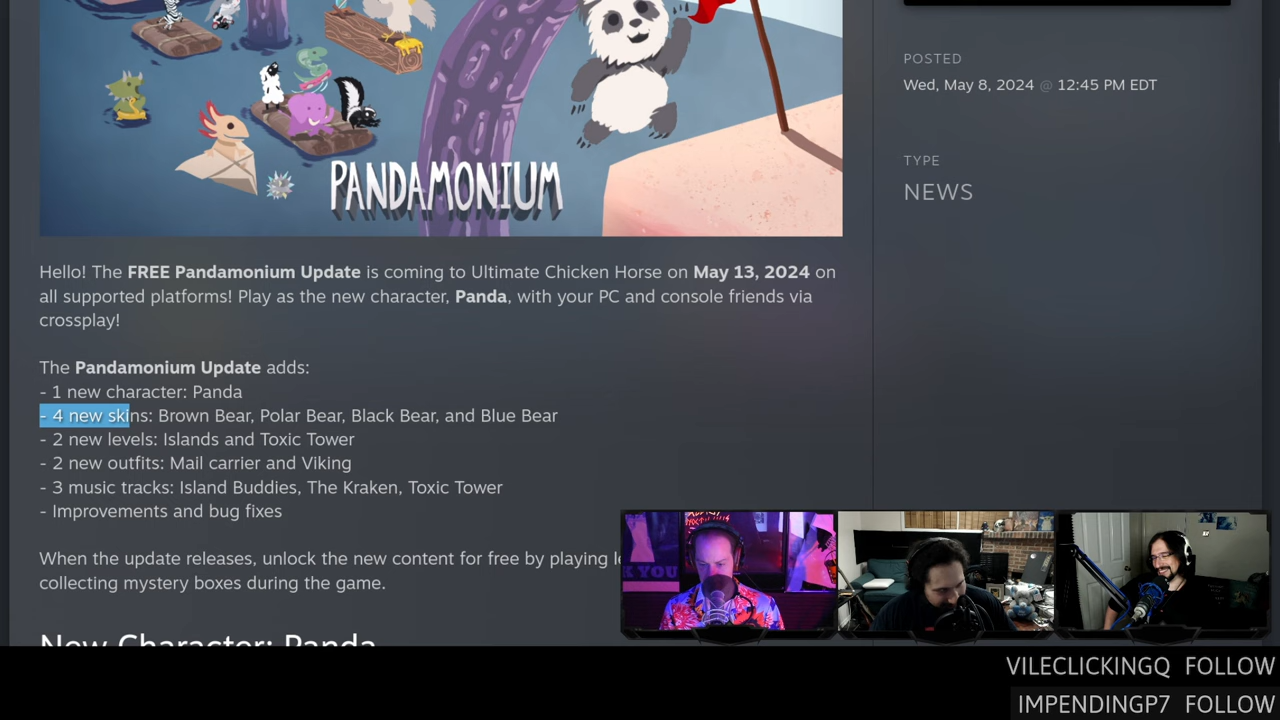 PANDAMONIUM
Hello! The FREE Pandamonium Update is coming to Ultimate Chicken Horse on May 13, 2024 on
all supported platforms! Play as the new character, Panda, with your PC and console friends via
crossplay!
The Pandamonium Update adds:
- 1 new character: Panda
- 4 new skins: Brown Bear, Polar Bear, Black Bear, and Blue Bear
- 2 new levels: Islands and Toxic Tower
- 2 new outfits: Mail carrier and Viking
- 3 music tracks: Island Buddies, The Kraken, Toxic Tower
- Improvements and bug fixes
When the update releases, unlock the new content for free by playing
collecting mystery boxes during the game.
New Character: Panda
POSTED
Wed, May 8, 2024 @ 12:45 PM EDT
TYPE
NEWS
YOU
VILECLICKINGQ FOLLOW
IMPENDINGP7 FOLLOW